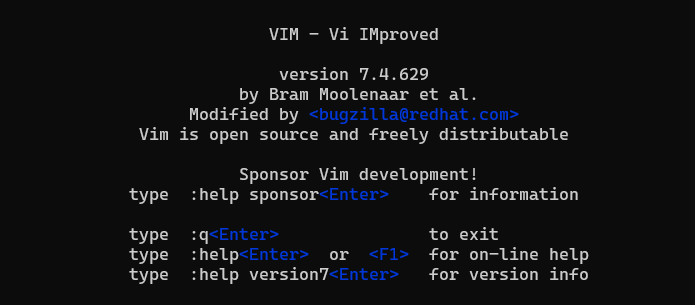 VIM - Vi IMproved
version 7.4.629
by Bram Moolenaar et al.
Modified by <bugzilla@redhat.com>
Vim is open source and freely distributable
Sponsor Vim development!
type  :help sponsor<Enter>    for information
type  :q<Enter>               to exit
type  :help<Enter>  or  <F1>  for on-line help
type  :help version7<Enter>   for version info